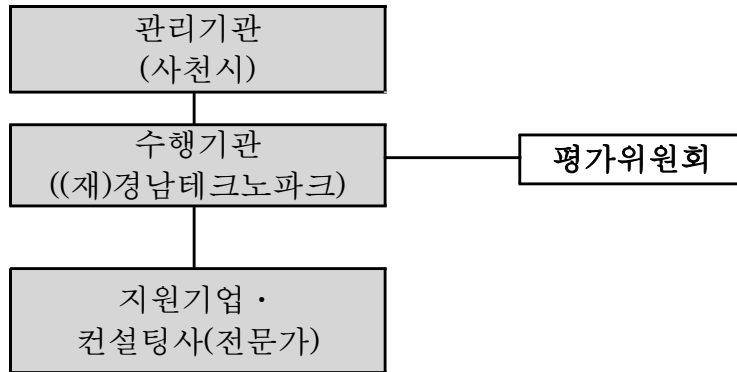 관리기관
(사천시)
수행기관
((재)경남테크노파크)
평가위원회
지원기업 ·
컨설팅사(전문가)